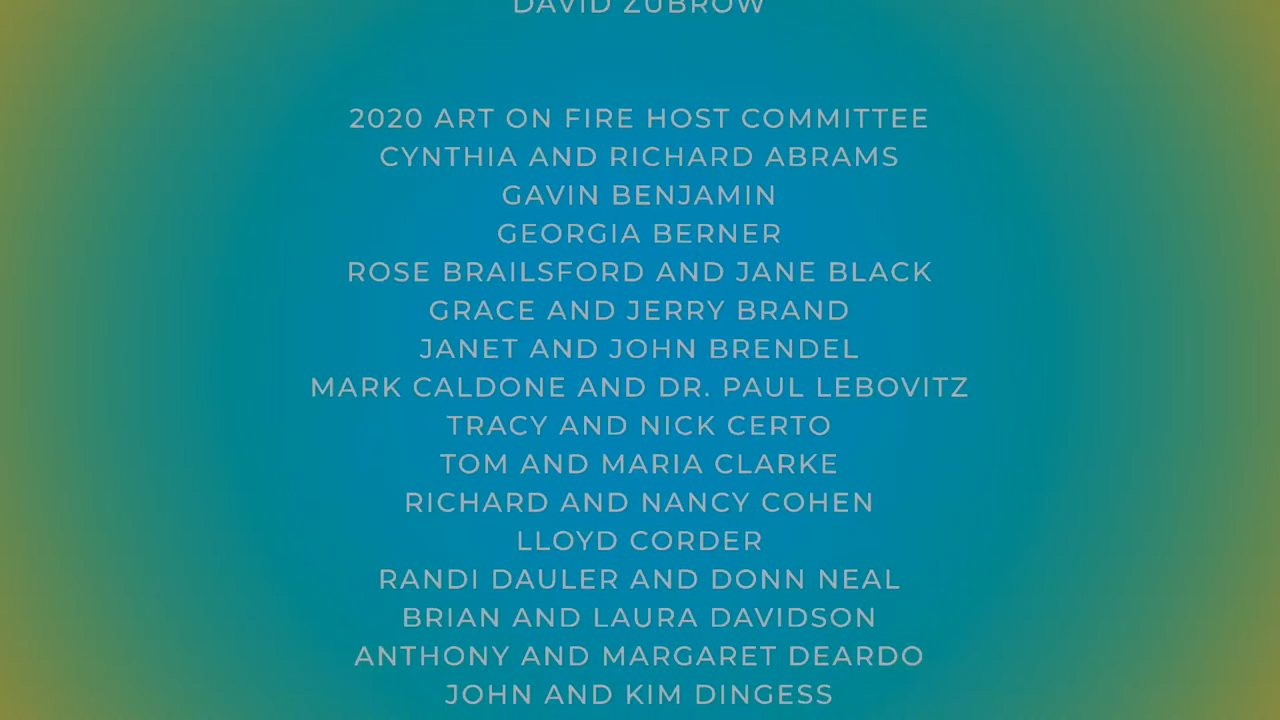 DAVID ZUBROW
2020 ART ON FIRE HOST COMMITTEE
CYNTHIA AND RICHARD ABRAMS
GAVIN BENJAMIN
GEORGIA BERNER
ROSE BRAILSFORD AND JANE BLACK
GRACE AND JERRY BRAND
JANET AND JOHN BRENDEL
MARK CALDONE AND DR. PAUL LEBOVITZ
TRACY AND NICK CERTO
TOM AND MARIA CLARKE
RICHARD AND NANCY COHEN
LLOYD CORDER
RANDI DAULER AND DONN NEAL
BRIAN AND LAURA DAVIDSON
ANTHONY AND MARGARET DEARDO
JOHN AND KIM DINGESS